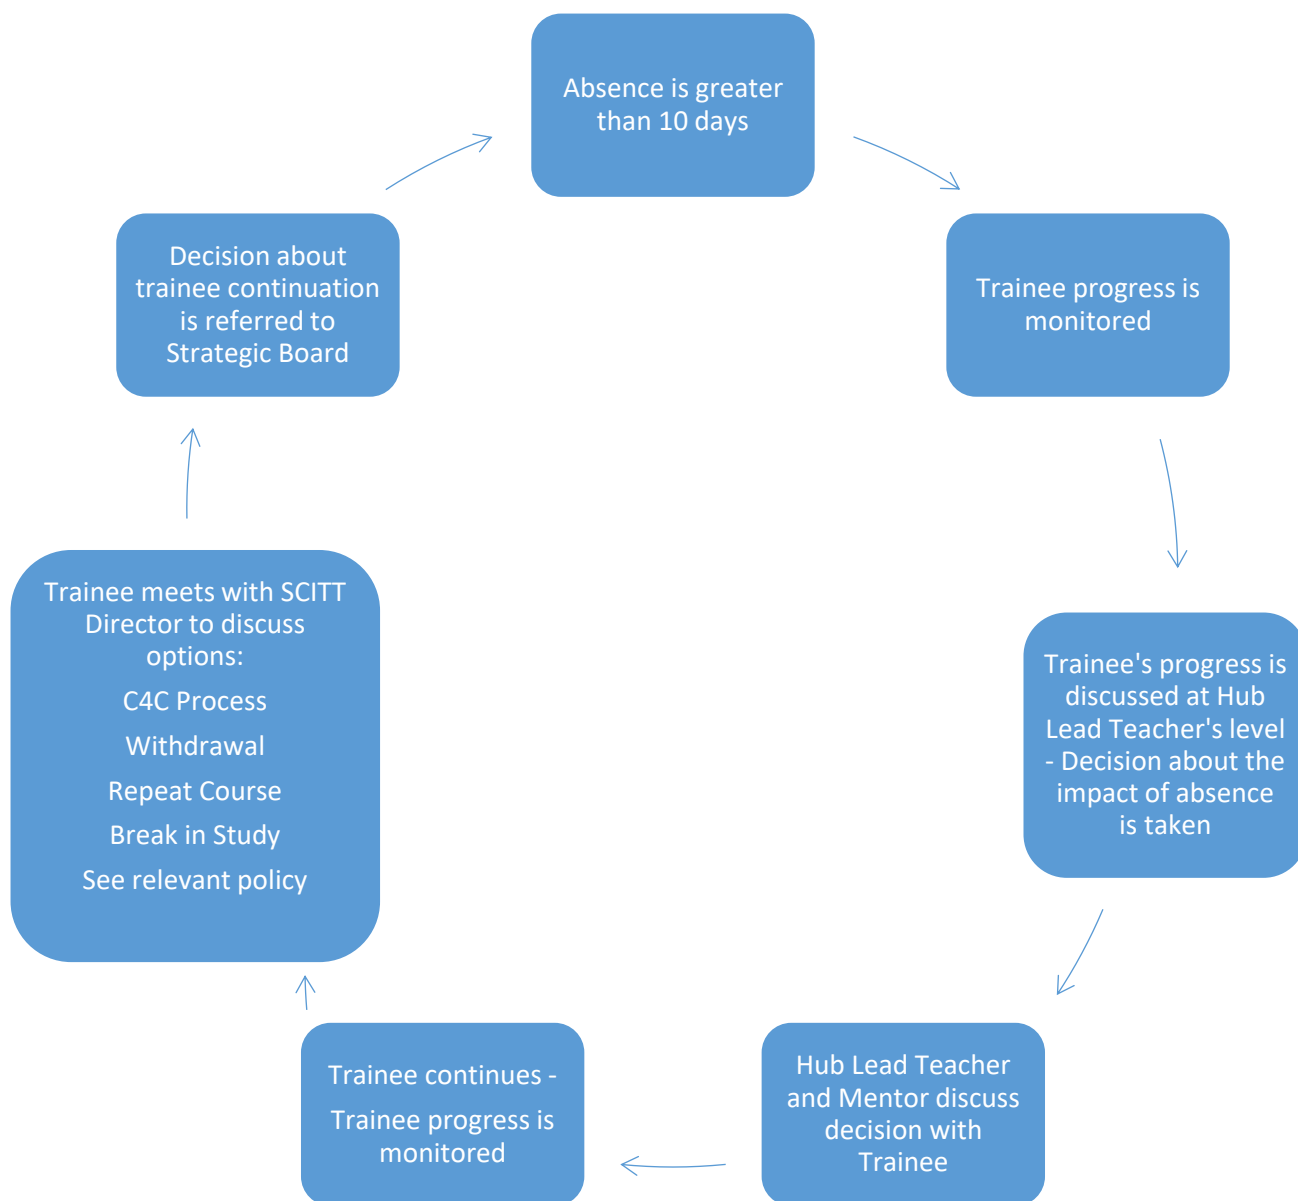 Absence is greater
than 10 days
Trainee progress is
monitored
Trainee's progress is
discussed at Hub
Lead Teacher's level
- Decision about the
impact of absence
is taken
Hub Lead Teacher
and Mentor discuss
decision with
Trainee
Trainee continues -
Trainee progress is
monitored
Trainee meets with SCITT
Director to discuss
options:
C4C Process
Withdrawal
Repeat Course
Break in Study
See relevant policy
Decision about
trainee continuation
is referred to
Strategic Board